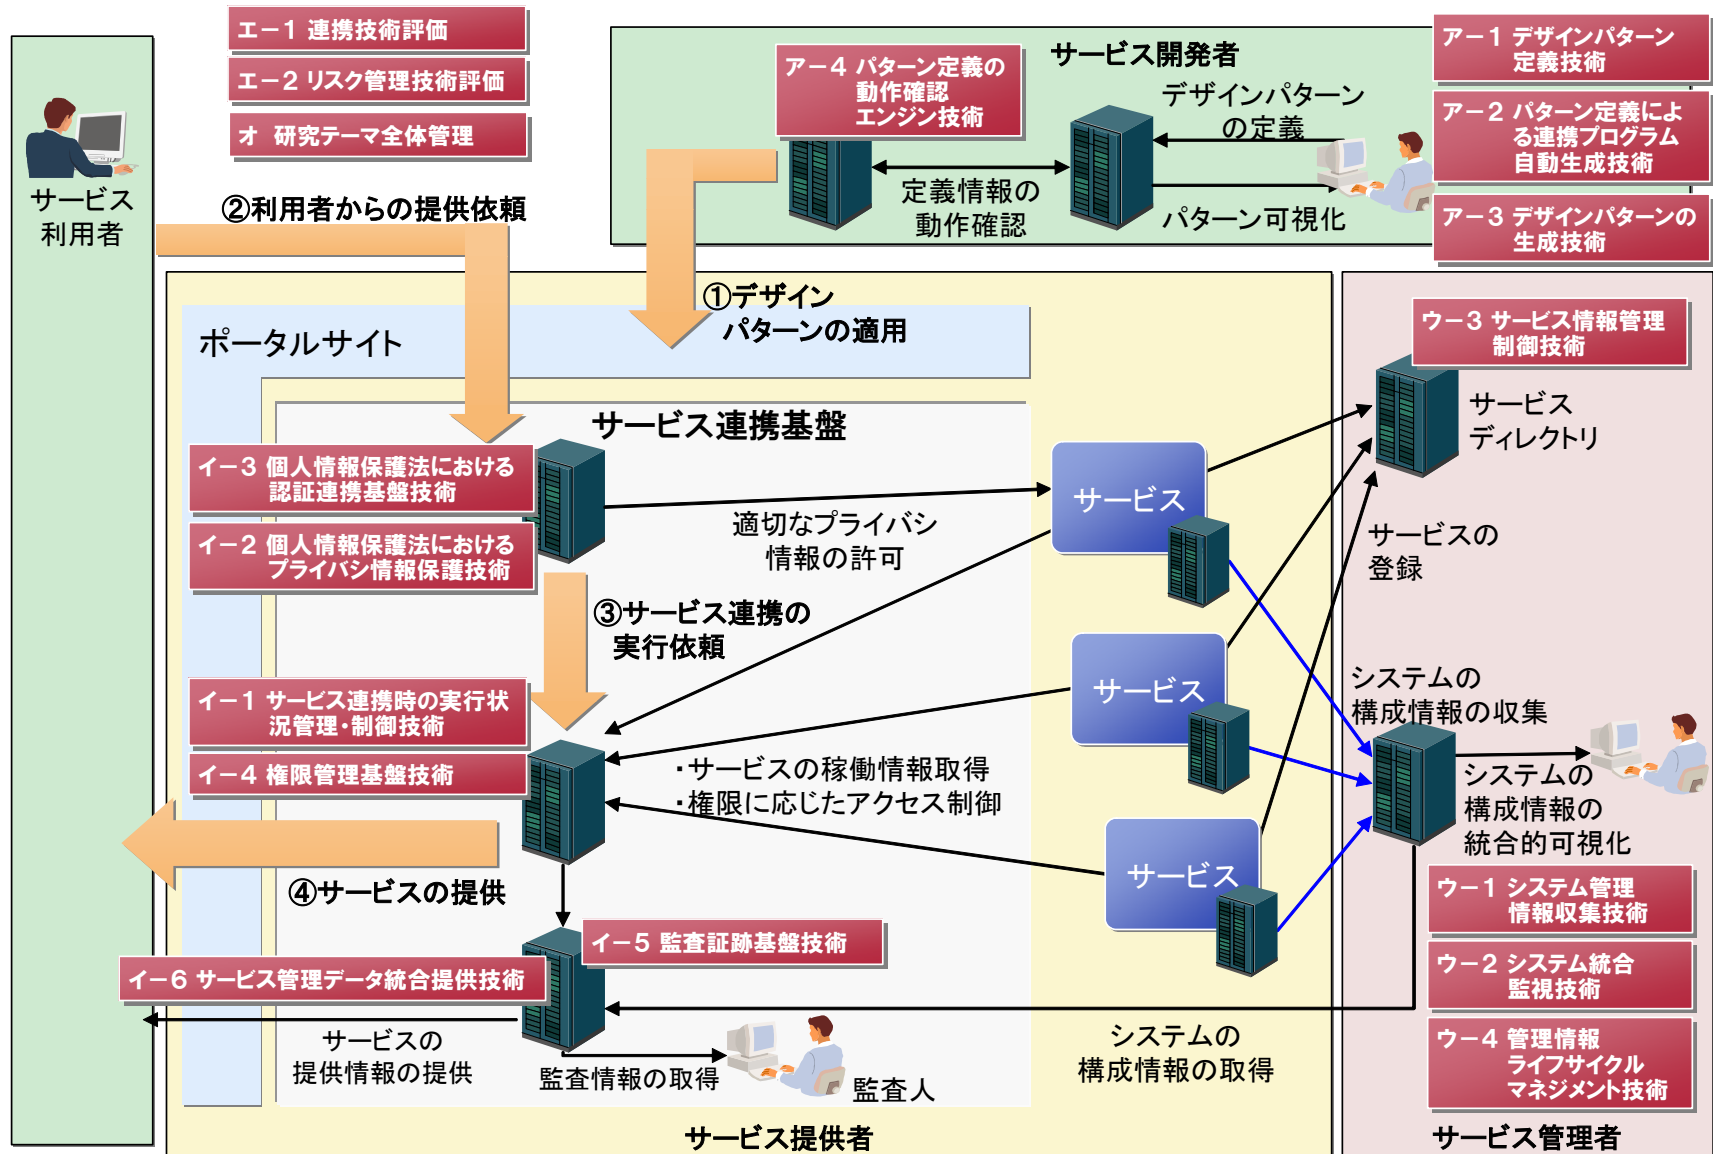 エー1 連携技術評価
エー2 リスク管理技術評価
オ 研究テーマ全体管理
サービス
利用者
②利用者からの提供依頼
サービス開発者
アー4 パターン定義の
動作確認
エンジン技術
デザインパターン
の定義
定義情報の
動作確認
パターン可視化
アー1 デザインパターン
定義技術
アー2 パターン定義によ
る連携プログラム
自動生成技術
アー3 デザインパターンの
生成技術
①デザイン
パターンの適用
ポータルサイト
サービス連携基盤
イー3 個人情報保護法における
認証連携基盤技術
イー2 個人情報保護法における
プライバシ情報保護技術
適切なプライバシ
情報の許可
③サービス連携の
実行依頼
イー1 サービス連携時の実行状
況管理・制御技術
イー4 権限管理基盤技術
・サービスの稼働情報取得
・権限に応じたアクセス制御
④サービスの提供
イー5 監査証跡基盤技術
イー6 サービス管理データ統合提供技術
サービスの
提供情報の提供
監査情報の取得
監査人
サービス
サービス
サービス
システムの
構成情報の取得
サービス提供者
ウー3 サービス情報管理
制御技術
サービス
ディレクトリ
サービスの
登録
システムの
構成情報の収集
システムの
構成情報の
統合的可視化
ウー1 システム管理
情報収集技術
ウー2 システム統合
監視技術
ウー4 管理情報
ライフサイクル
マネジメント技術
サービス管理者